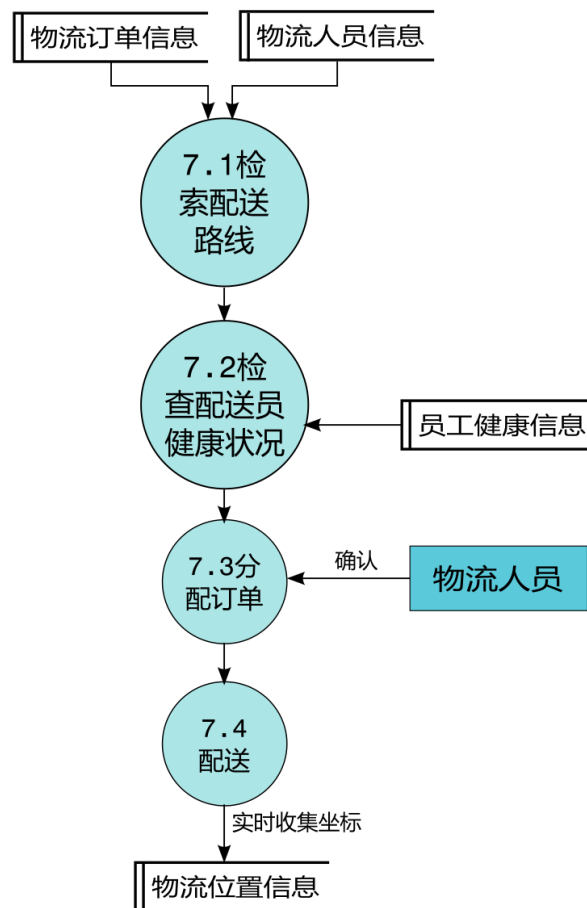 物流订单信息
物流人员信息
7.1检
索配送
路线
7.2检
查配送员
健康状况
员工健康信息
7.3分
配订单
确认
物流人员
7.4
配送
实时收集坐标
物流位置信息